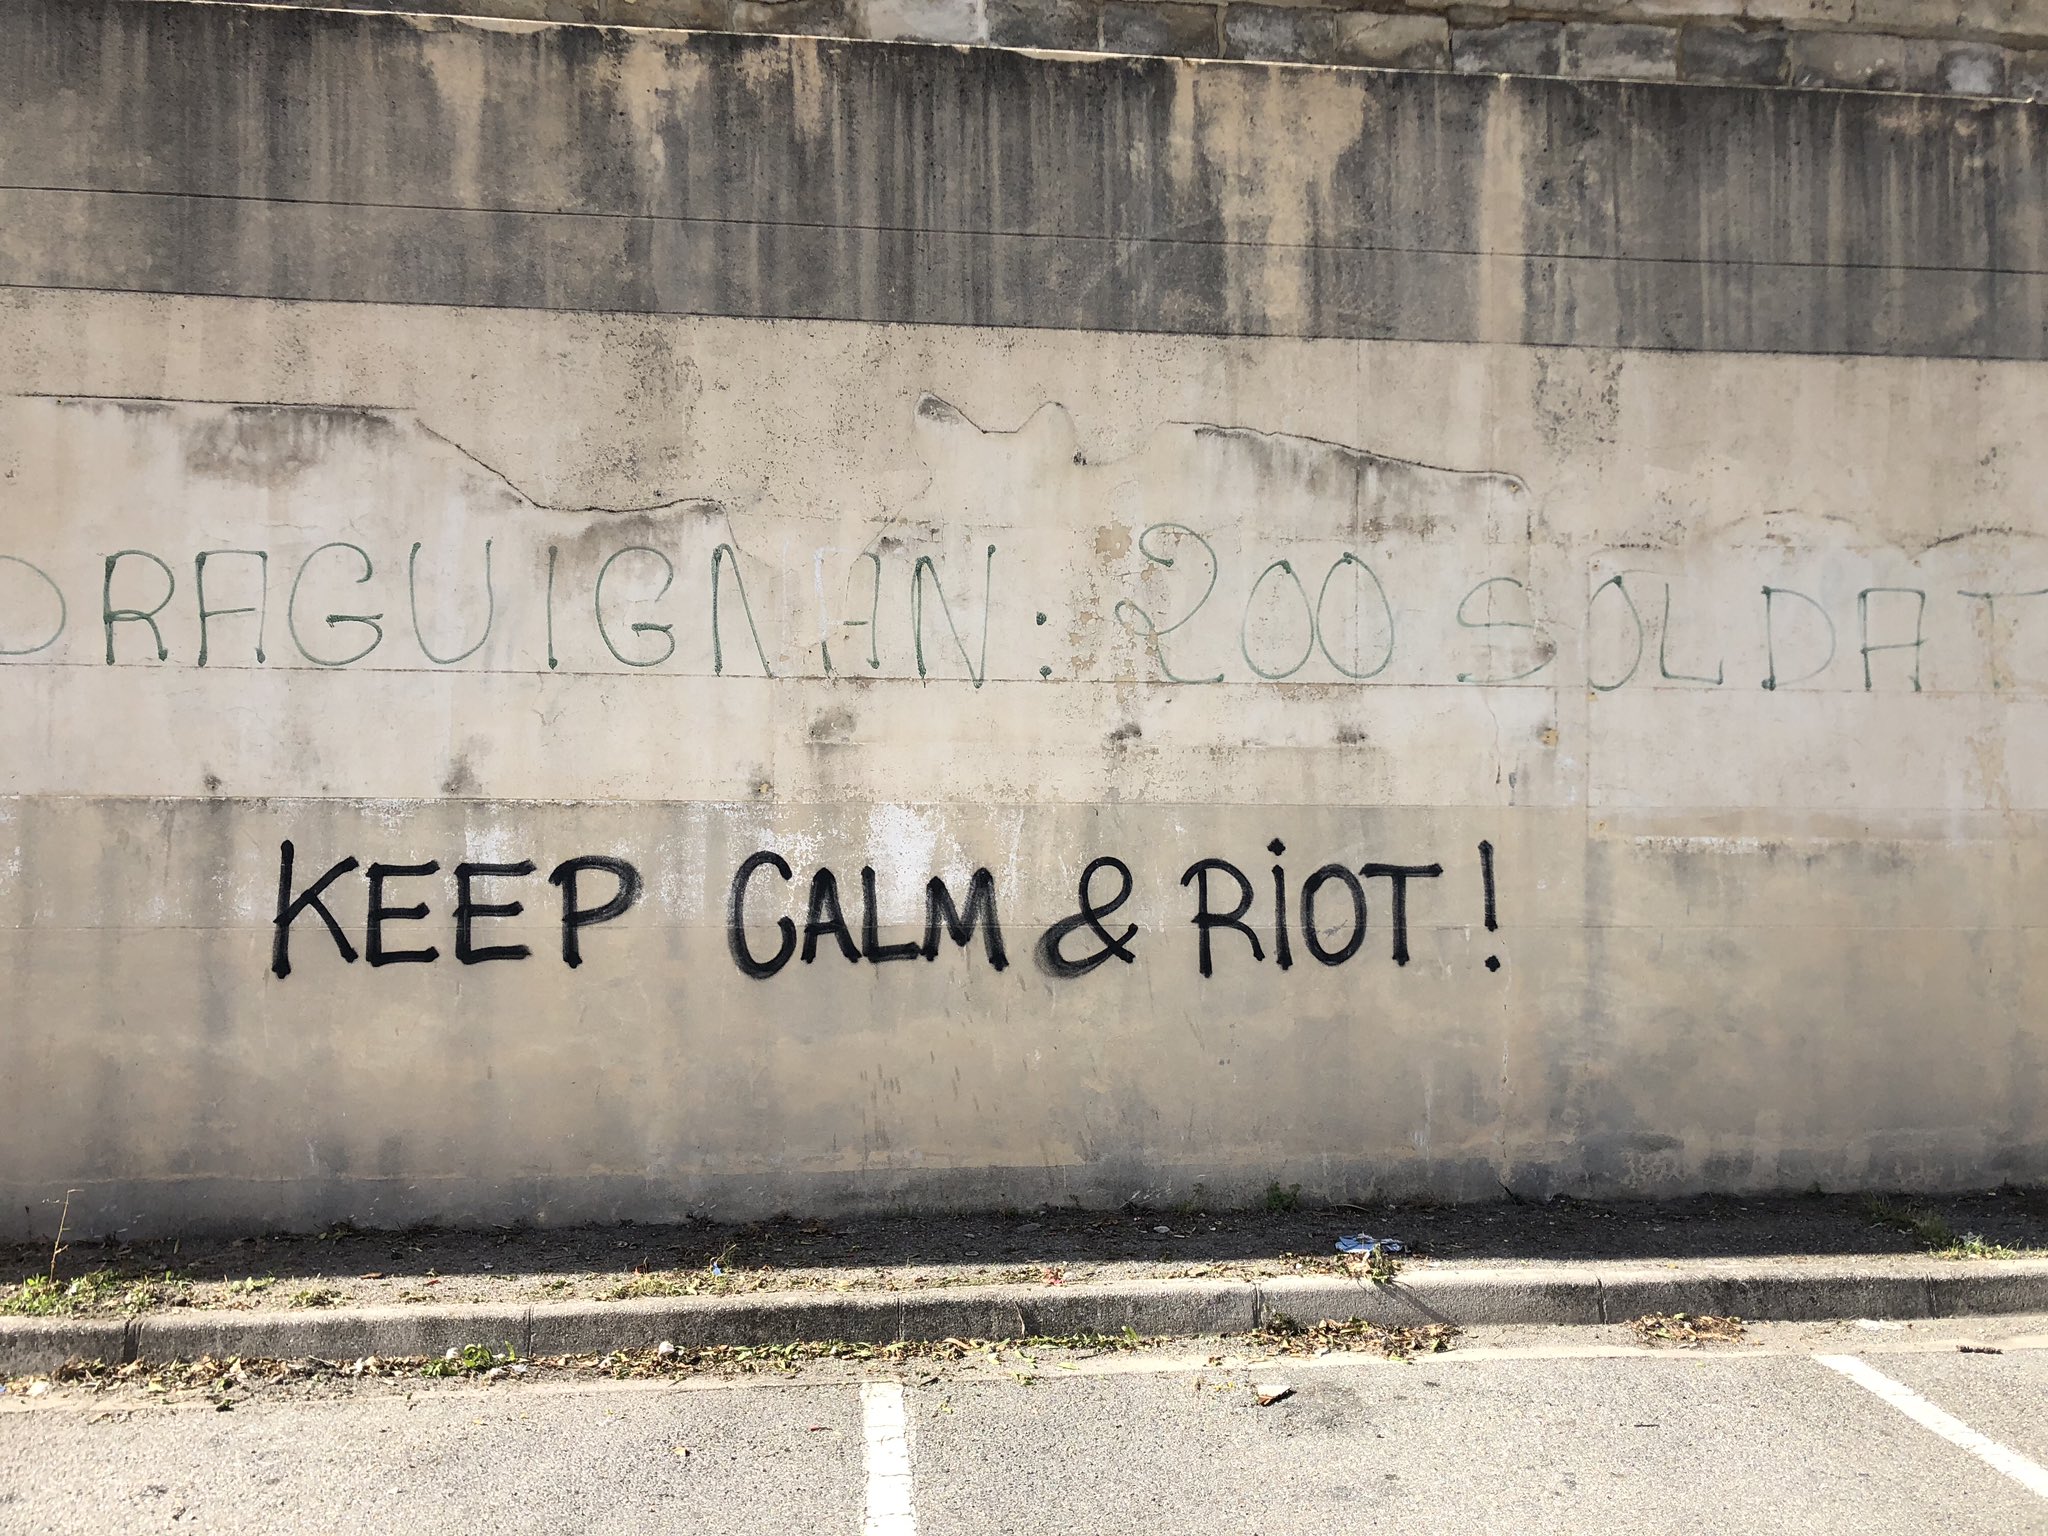 DRAGUIGNAN: 200 SOLDAT
KEEP CALM & RiOT!